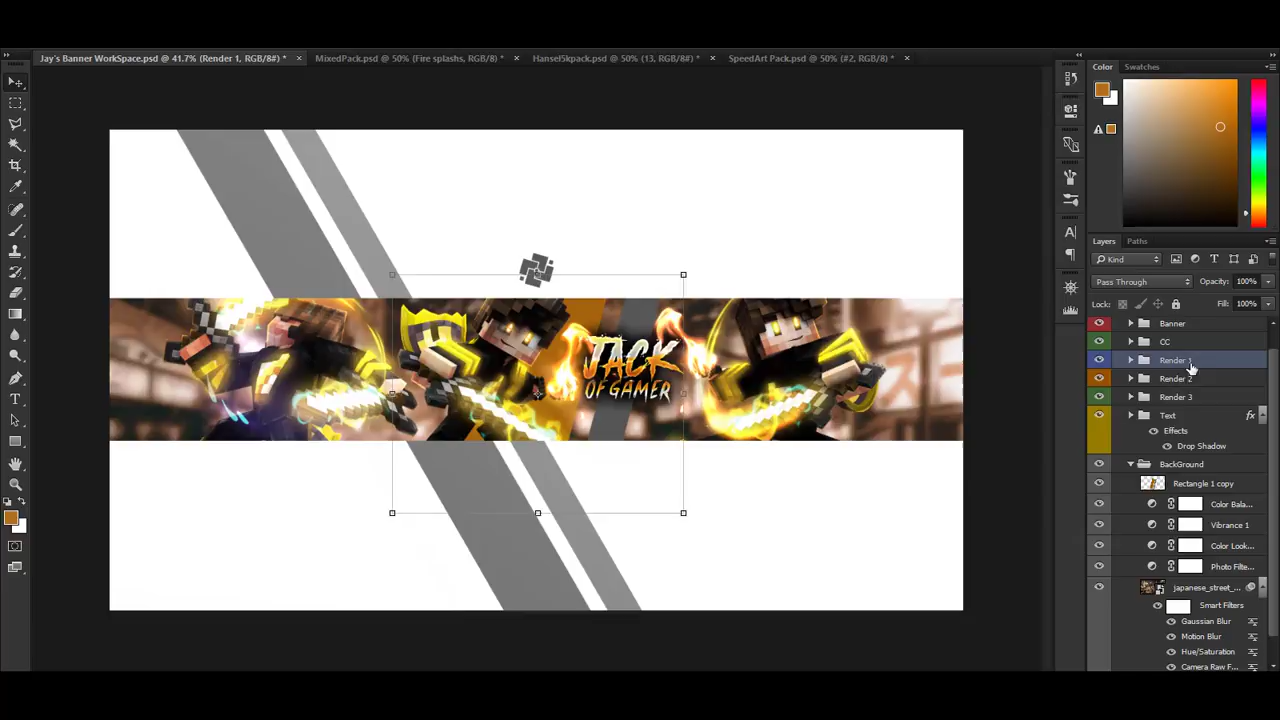 Jay's Banner WorkSpace.psd @ 41.7% (Render 1, RGB/8#) *
MixedPack.psd @ 50% (Fire splashs, RGB/8) *
Hansel5kpack.psd @ 50% (13, RGB/8#) *
SpeedArt Pack.psd @ 50% (#2, RGB/8) *
Color
Swatches
JACK
OF GAMER
Layers
Paths
Kind
Pass Through
Opacity: 100%
Lock:
Fill: 100%
Banner
CC
Render 1
Render 2
Render 3
Text
fx
Effects
Drop Shadow
BackGround
Rectangle 1 copy
Color Bala...
Vibrance 1
Color Look...
Photo Filte...
japanese_street_...
Smart Filters
Gaussian Blur
Motion Blur
Hue/Saturation
Camera Raw F...